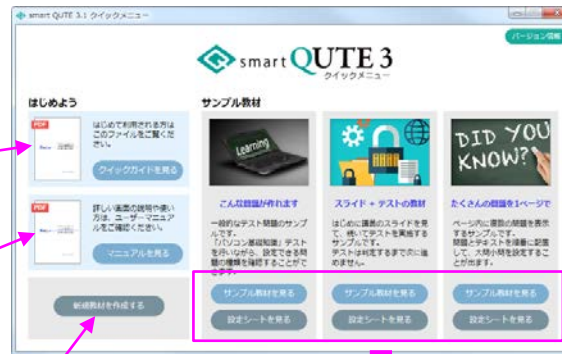 smart QUTE 3.1 クイックメニュー
バージョン情報
smart QUTE 3
クイックメニュー
はじめよう
サンプル教材
PDF
はじめて利用される方は
このファイルをご覧くだ
さい。
クイックガイドを見る
PDF
詳しい画面の説明や使い
方は、ユーザーマニュア
ルをご確認ください。
マニュアルを見る
新規教材を作成する
Learning
こんな問題が作れます
一般的なテスト問題のサンプ
ルです。
「パソコン基礎知識」テスト
を行いながら、設定できる問
題の種類を確認することがで
きます。
サンプル教材を見る
設定シートを見る
スライド + テストの教材
はじめに講義のスライドを見
て、続いてテストを実施する
サンプルです。
テストは判定するまで次に進
めません。
サンプル教材を見る
設定シートを見る
DID YOU
KNOW?
たくさんの問題を1ページで
ページ内に複数の問題を表示
するサンプルです。
問題とテキストを順番に配置
して、大問小問を設定するこ
とが出来ます。
サンプル教材を見る
設定シートを見る